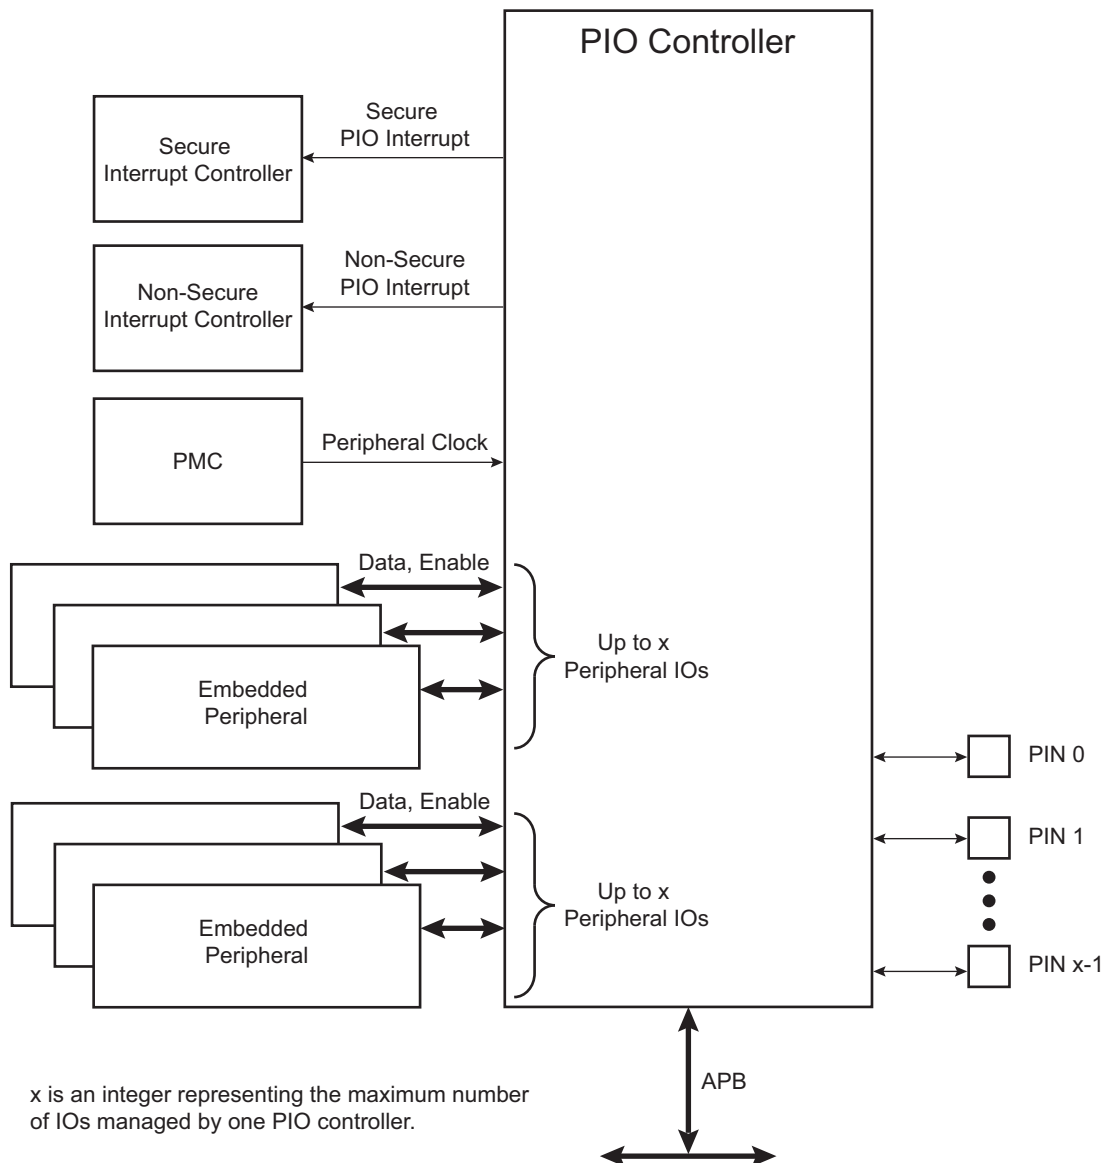 PIO Controller
Secure
PIO Interrupt
Secure
Interrupt Controller
Non-Secure
PIO Interrupt
Non-Secure
Interrupt Controller
Peripheral Clock
PMC
Data, Enable
Up to x
Peripheral IOs
Embedded
Peripheral
PIN 0
Data, Enable
PIN 1
Up to x
Peripheral IOs
Embedded
Peripheral
PIN x-1
APB
x is an integer representing the maximum number
of IOs managed by one PIO controller.